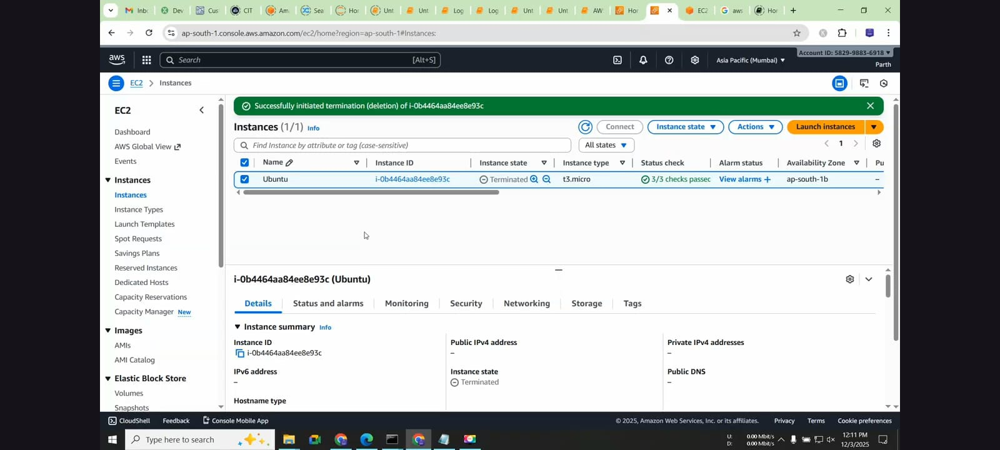 Inb
Dev
Cus
CIT
Am
Sea
Hor
Unt
Unt
Log
Log
Unt
Unt
AW
Hor
EC2
aws
Hor
ap-south-1.console.aws.amazon.com/ec2/home?region=ap-south-1#Instances:
aws
Search [Alt+S]
Asia Pacific (Mumbai)
Account ID: 5829-9883-6918
Parth
EC2 > Instances
EC2
Dashboard
AWS Global View
Events
Instances
Instances
Instance Types
Launch Templates
Spot Requests
Savings Plans
Reserved Instances
Dedicated Hosts
Capacity Reservations
Capacity Manager New
Images
AMIs
AMI Catalog
Elastic Block Store
Volumes
Snapshots
Successfully initiated termination (deletion) of i-0b4464aa84ee8e93c
Instances (1/1) Info
Connect
Instance state
Actions
Launch instances
Find Instance by attribute or tag (case-sensitive)
All states
1
Name Instance ID Instance state Instance type Status check Alarm status Availability Zone Pu
Ubuntu i-0b4464aa84ee8e93c Terminated t3.micro 3/3 checks passec View alarms + ap-south-1b –
i-0b4464aa84ee8e93c (Ubuntu)
Details Status and alarms Monitoring Security Networking Storage Tags
Instance summary Info
Instance ID
i-0b4464aa84ee8e93c
Public IPv4 address
–
Private IPv4 addresses
–
IPv6 address
–
Instance state
Terminated
Public DNS
–
Hostname type
CloudShell Feedback Console Mobile App
© 2025, Amazon Web Services, Inc. or its affiliates. Privacy Terms Cookie preferences
Type here to search
U: 0.00 Mbit/s
D: 0.00 Mbit/s
12:11 PM
12/3/2025